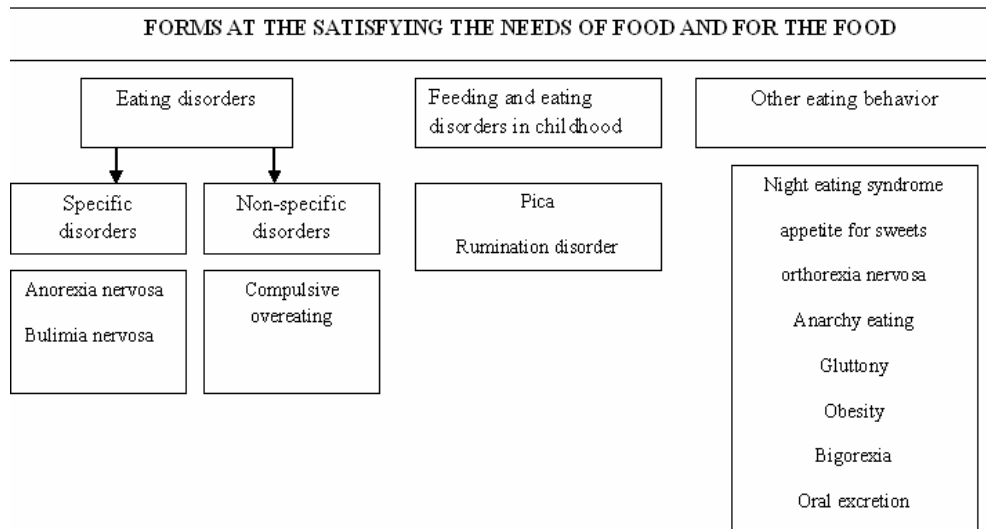 FORMS AT THE SATISFYING THE NEEDS OF FOOD AND FOR THE FOOD
Eating disorders
Specific
disorders
Non-specific
disorders
Anorexia nervosa
Bulimia nervosa
Compulsive
overeating
Feeding and eating
disorders in childhood
Pica
Rumination disorder
Other eating behavior
Night eating syndrome
appetite for sweets
orthorexia nervosa
Anarchy eating
Gluttony
Obesity
Bigorexia
Oral excretion